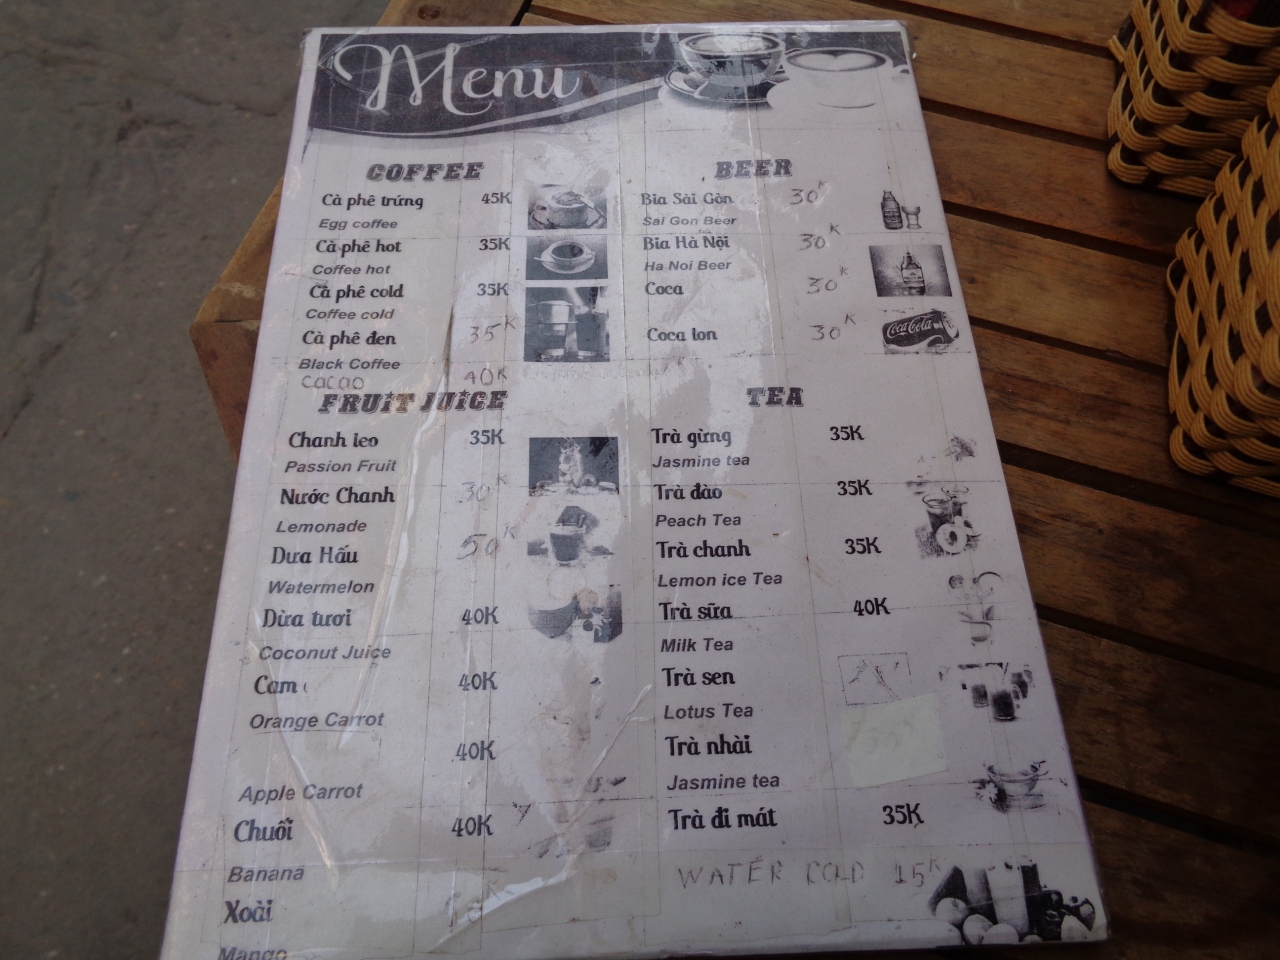 Menu
COFFEE
Cà phê trứng 45K
Egg coffee
Cà phê hot 35K
Coffee hot
Cà phê cold 35K
Coffee cold
Cà phê đen 35K
Black Coffee
cacao 40K
FRUIT JUICE
Chanh leo 35K
Passion Fruit
Nước Chanh 30K
Lemonade
Dưa Hấu 50K
Watermelon
Dừa tươi 40K
Coconut Juice
Cam 40K
Orange Carrot
40K
Apple Carrot
Chuối 40K
Banana
Xoài
Mango
BEER
Bia Sài Gòn 30K
Sai Gon Beer
Bia Hà Nội 30K
Ha Noi Beer
Coca 30K
Coca lon 30K
Coca-Cola
TEA
Trà gừng 35K
Jasmine tea
Trà đào 35K
Peach Tea
Trà chanh 35K
Lemon ice Tea
Trà sữa 40K
Milk Tea
Trà sen
Lotus Tea
Trà nhài
Jasmine tea
Trà đi mát 35K
WATER COLD 15K